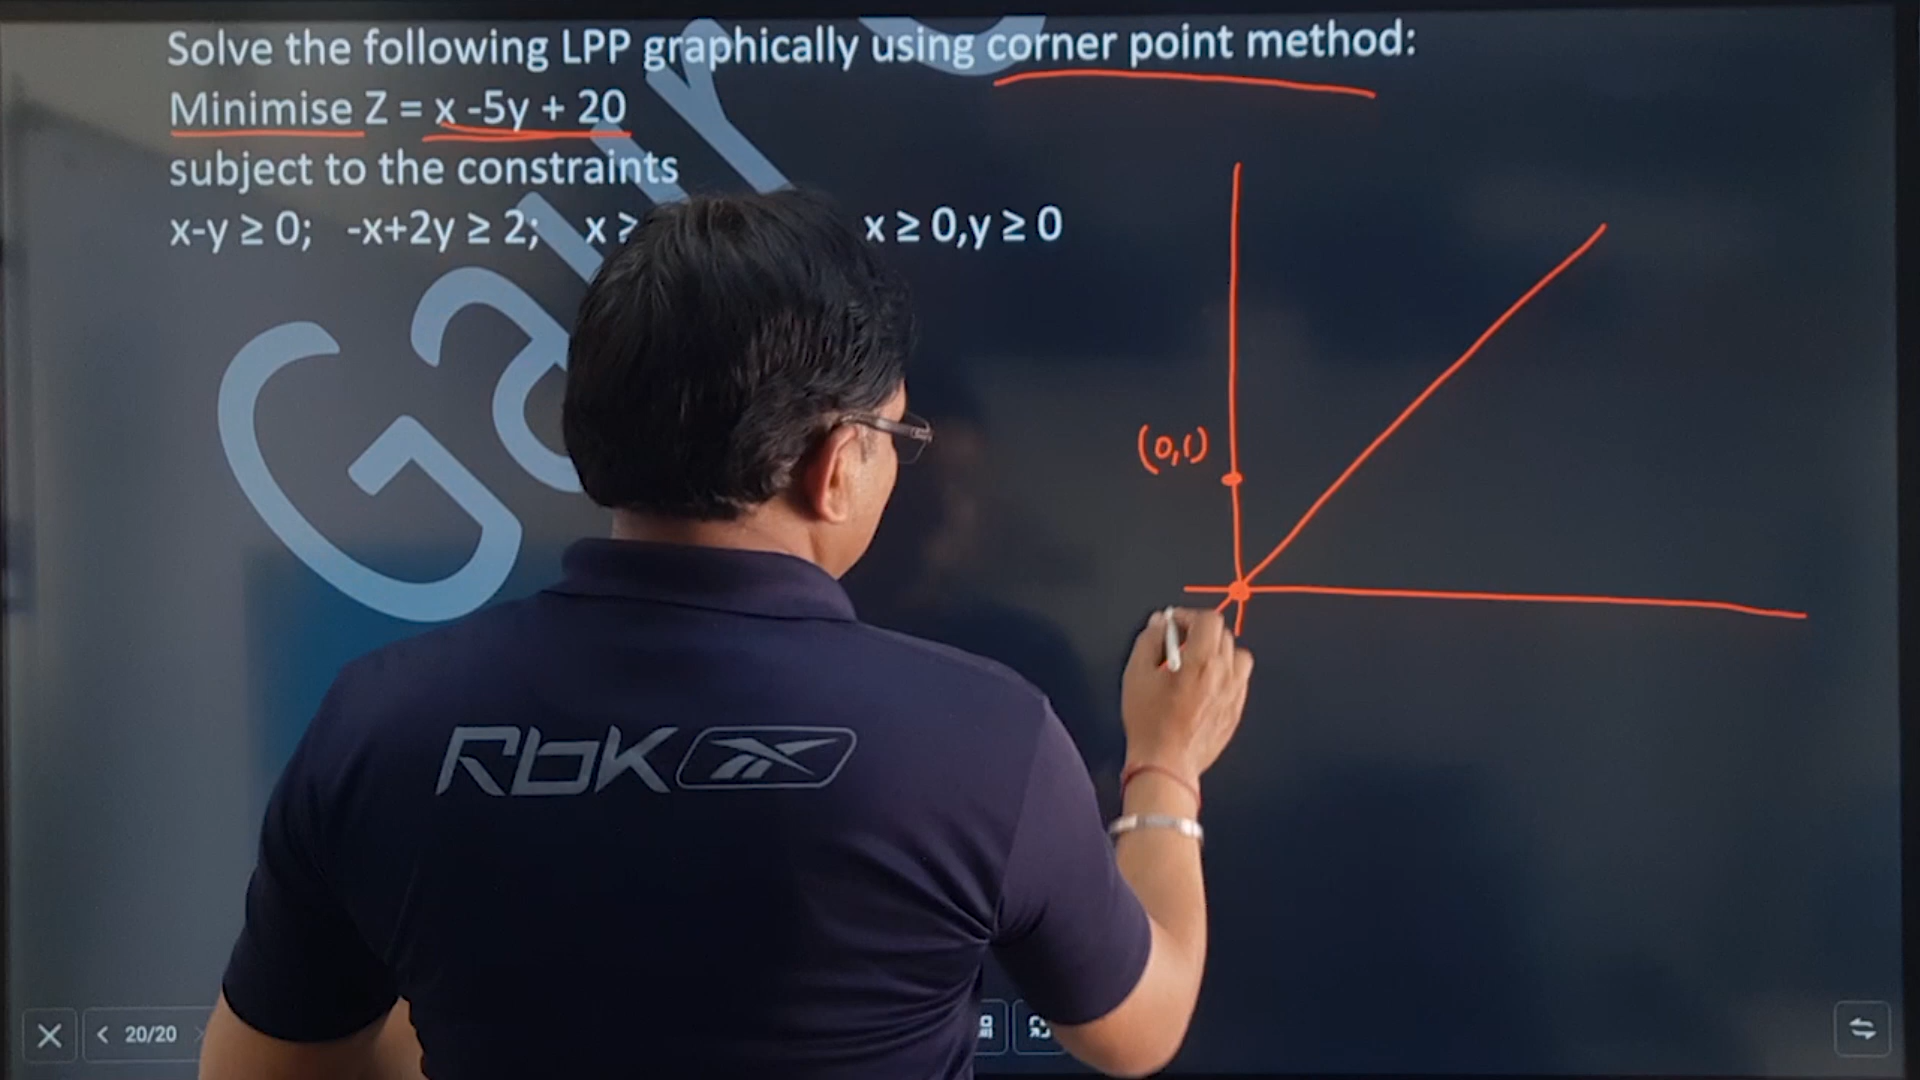 Solve the following LPP graphically using corner point method:
Minimise Z = x -5y + 20
subject to the constraints
x-y ≥ 0; -x+2y ≥ 2; x ≥ x ≥ 0,y ≥ 0
(0,1)
RbK
20/20